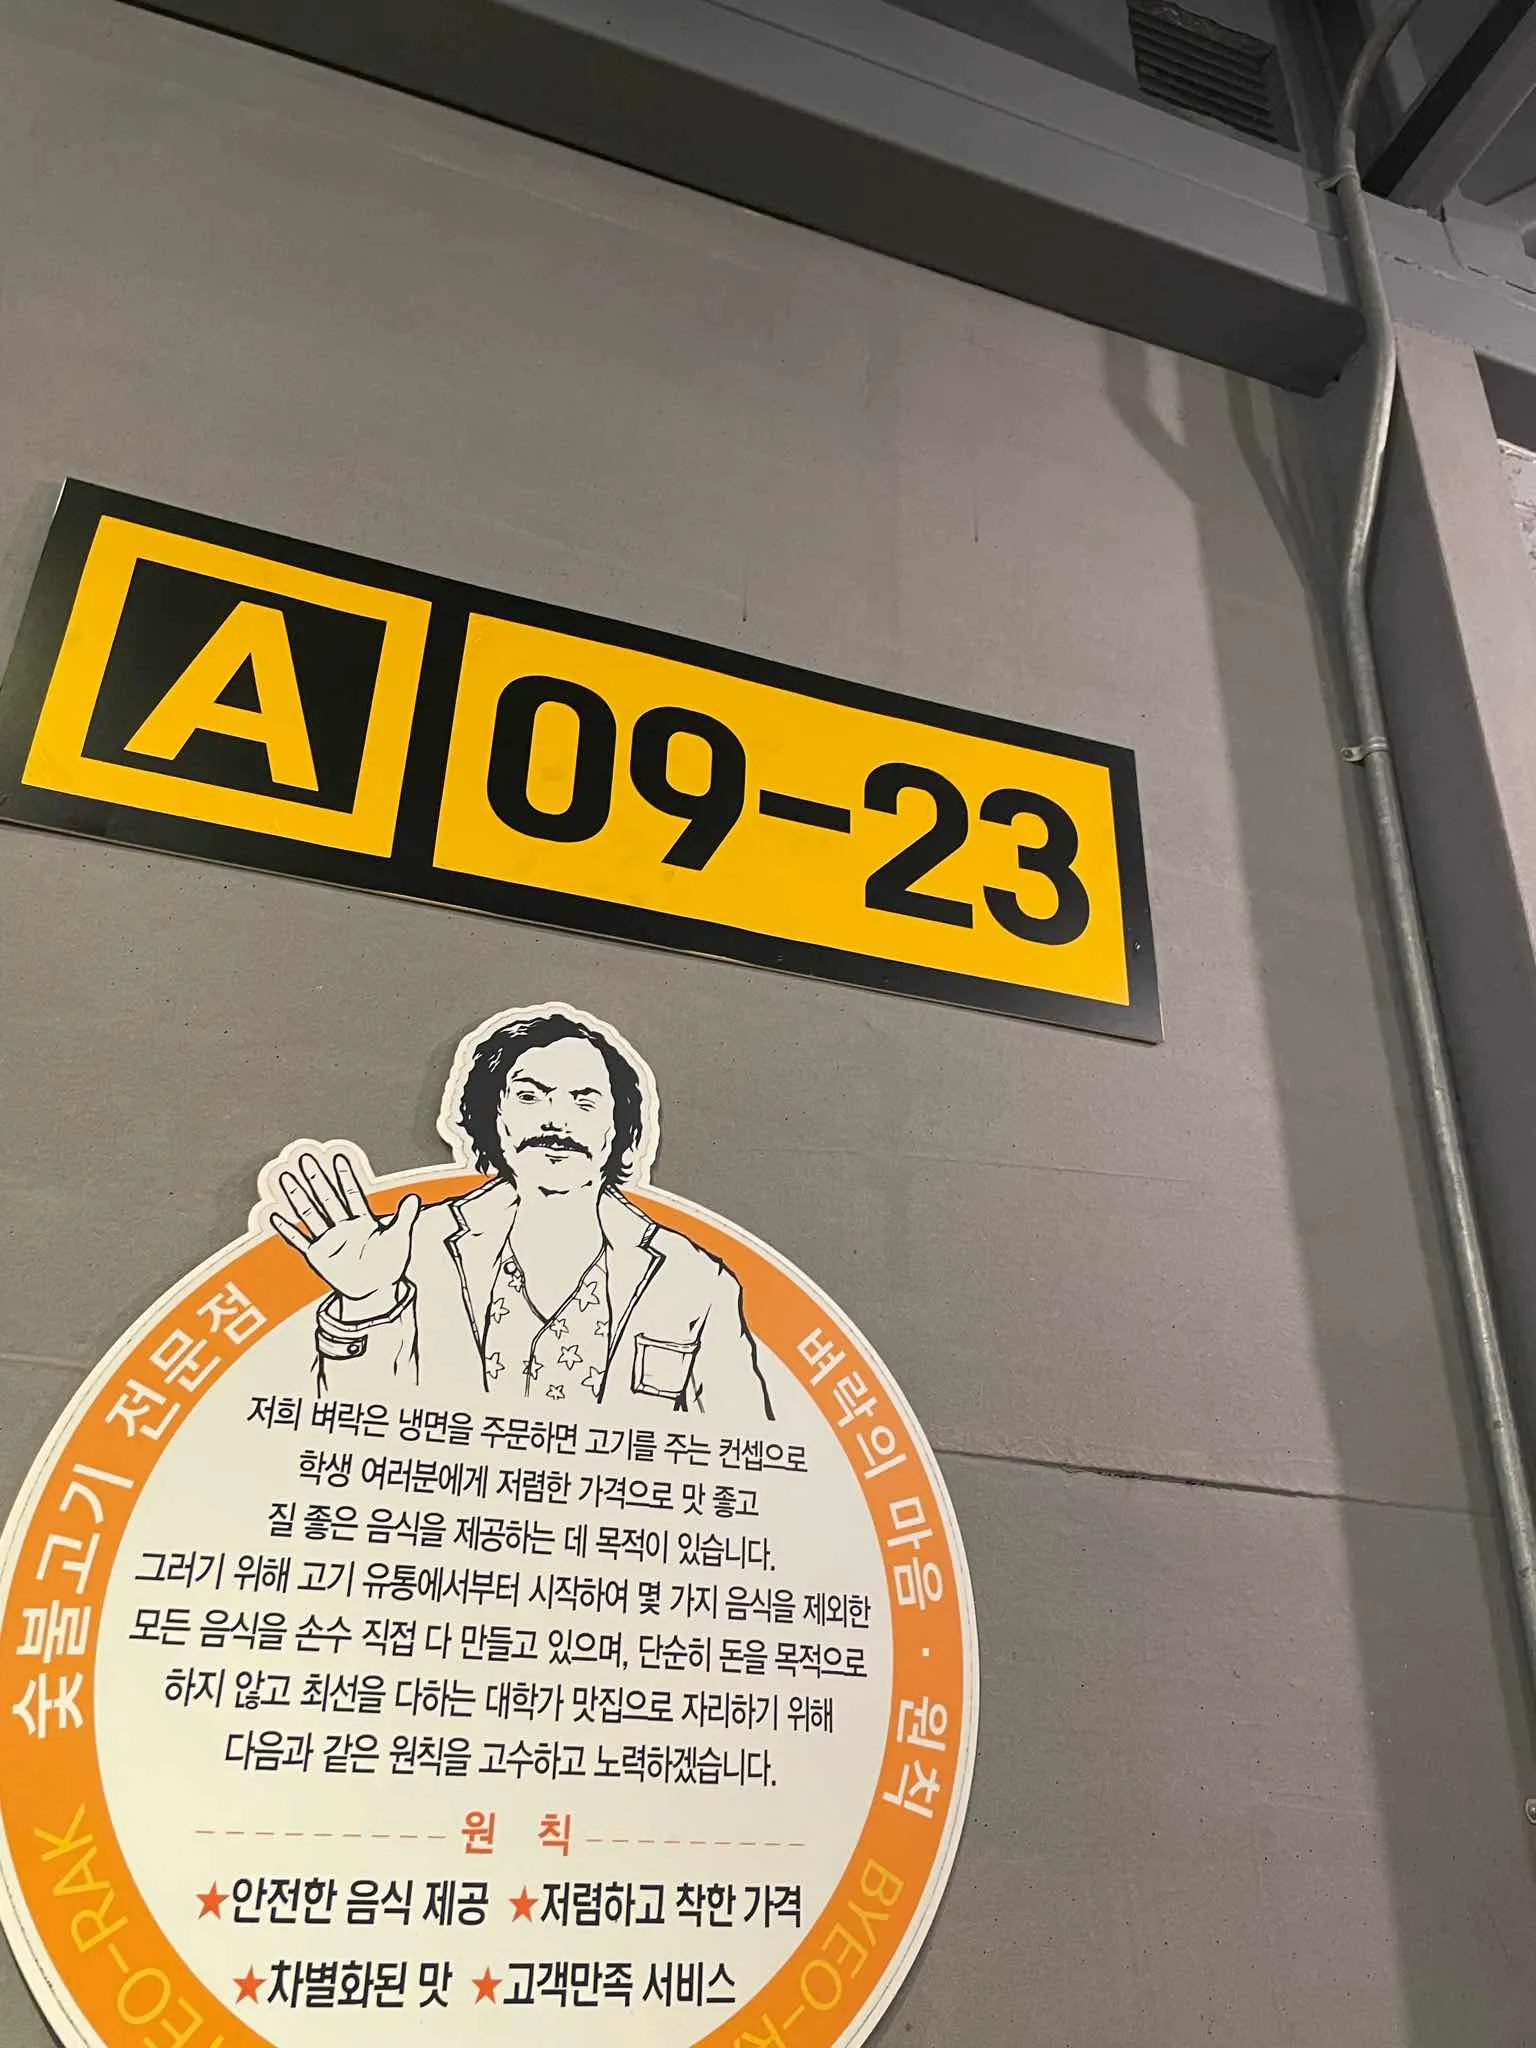 A 09-23
숯불고기 전문점
벼락의 마음 · 원칙
저희 벼락은 냉면을 주문하면 고기를 주는 컨셉으로
학생 여러분에게 저렴한 가격으로 맛 좋고
질 좋은 음식을 제공하는 데 목적이 있습니다.
그러기 위해 고기 유통에서부터 시작하여 몇 가지 음식을 제외한
모든 음식을 손수 직접 다 만들고 있으며, 단순히 돈을 목적으로
하지 않고 최선을 다하는 대학가 맛집으로 자리하기 위해
다음과 같은 원칙을 고수하고 노력하겠습니다.
원 칙
★안전한 음식 제공 ★저렴하고 착한 가격
★차별화된 맛 ★고객만족 서비스